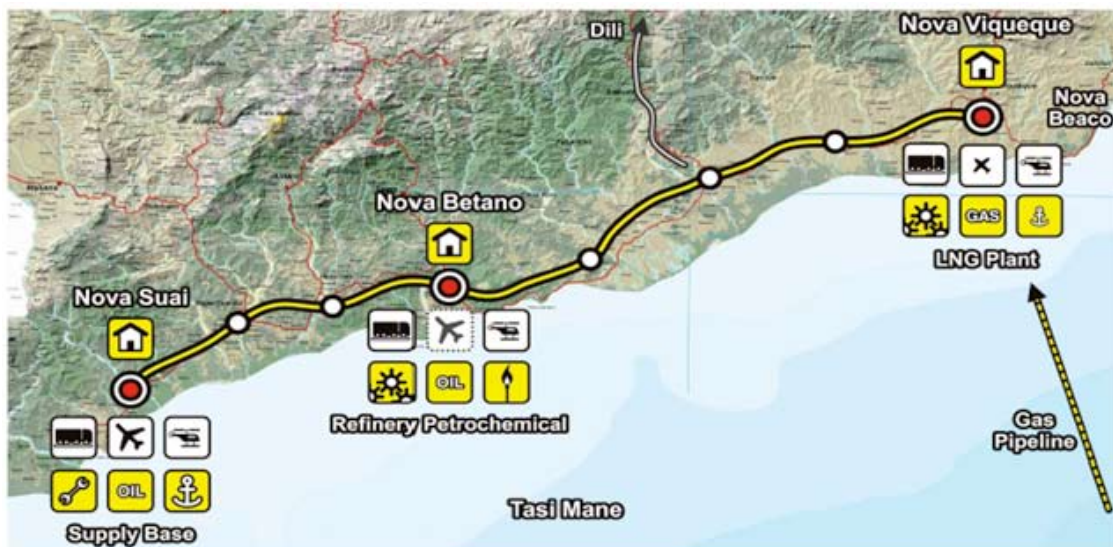 Dili
Nova Viqueque
Nova
Beaco
Nova Betano
Nova Suai
GAS
LNG Plant
OIL
Refinery Petrochemical
Gas
Pipeline
OIL
Supply Base
Tasi Mane